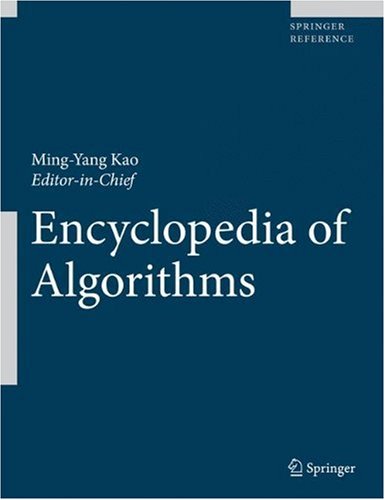 SPRINGER
REFERENCE
Ming-Yang Kao
Editor-in-Chief
Encyclopedia of
Algorithms
Springer